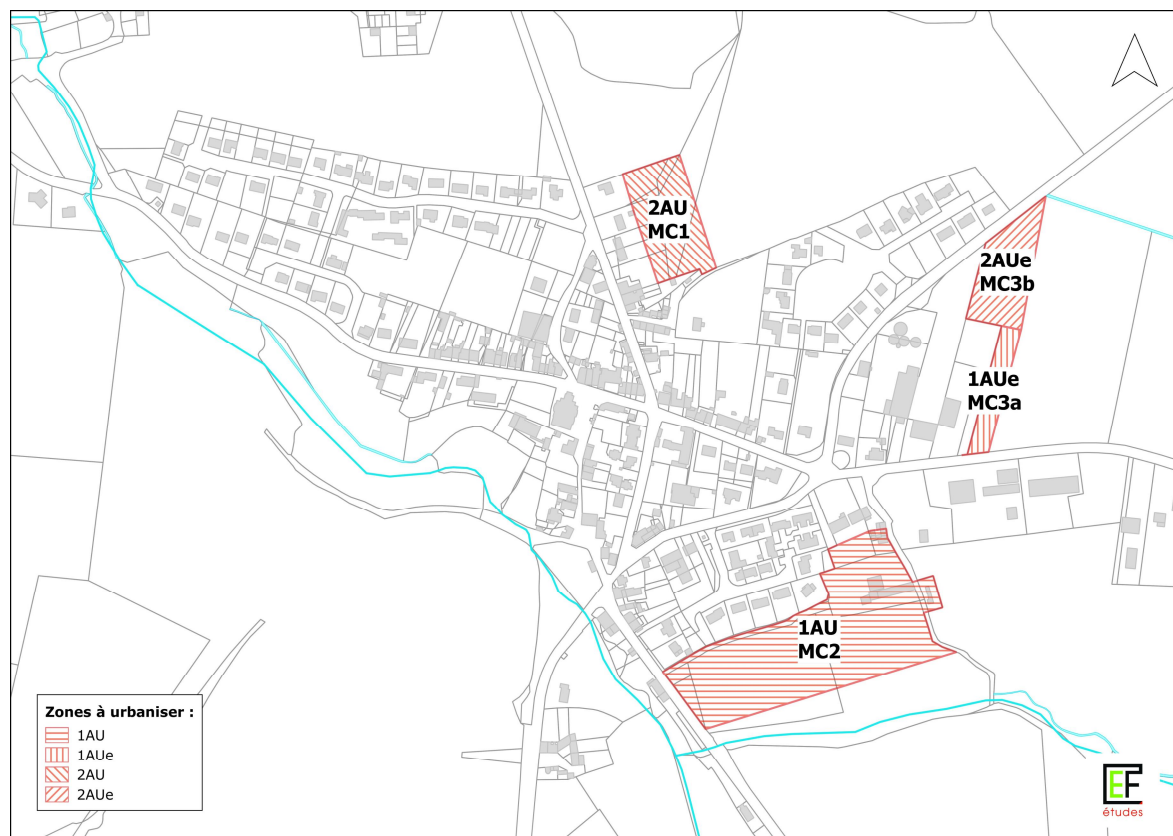 2AU
MC1
2AUe
MC3b
1AUe
MC3a
1AU
MC2
Zones à urbaniser :
1AU
1AUe
2AU
2AUe
EF
études